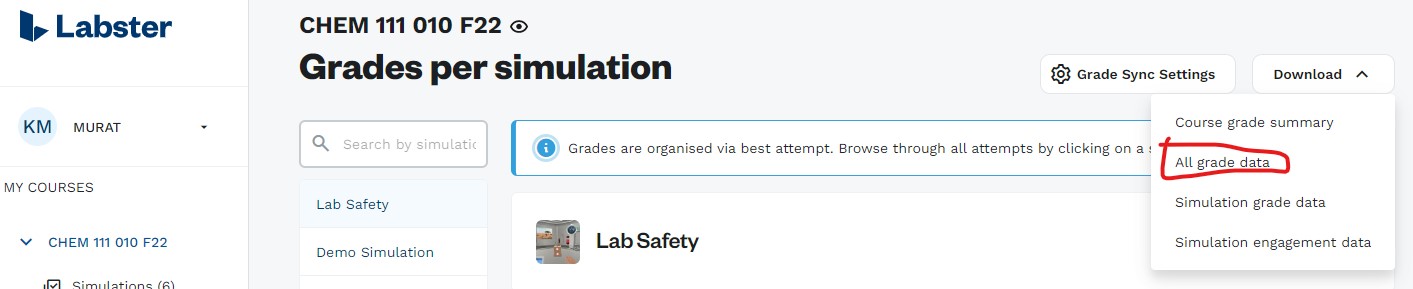 Labster
KM MURAT
MY COURSES
CHEM 111 010 F22
Simulations (6)
CHEM 111 010 F22
Grades per simulation
Grade Sync Settings
Download
Course grade summary
All grade data
Simulation grade data
Simulation engagement data
Search by simulatic
Grades are organised via best attempt. Browse through all attempts by clicking on a s
Lab Safety
Demo Simulation
Lab Safety